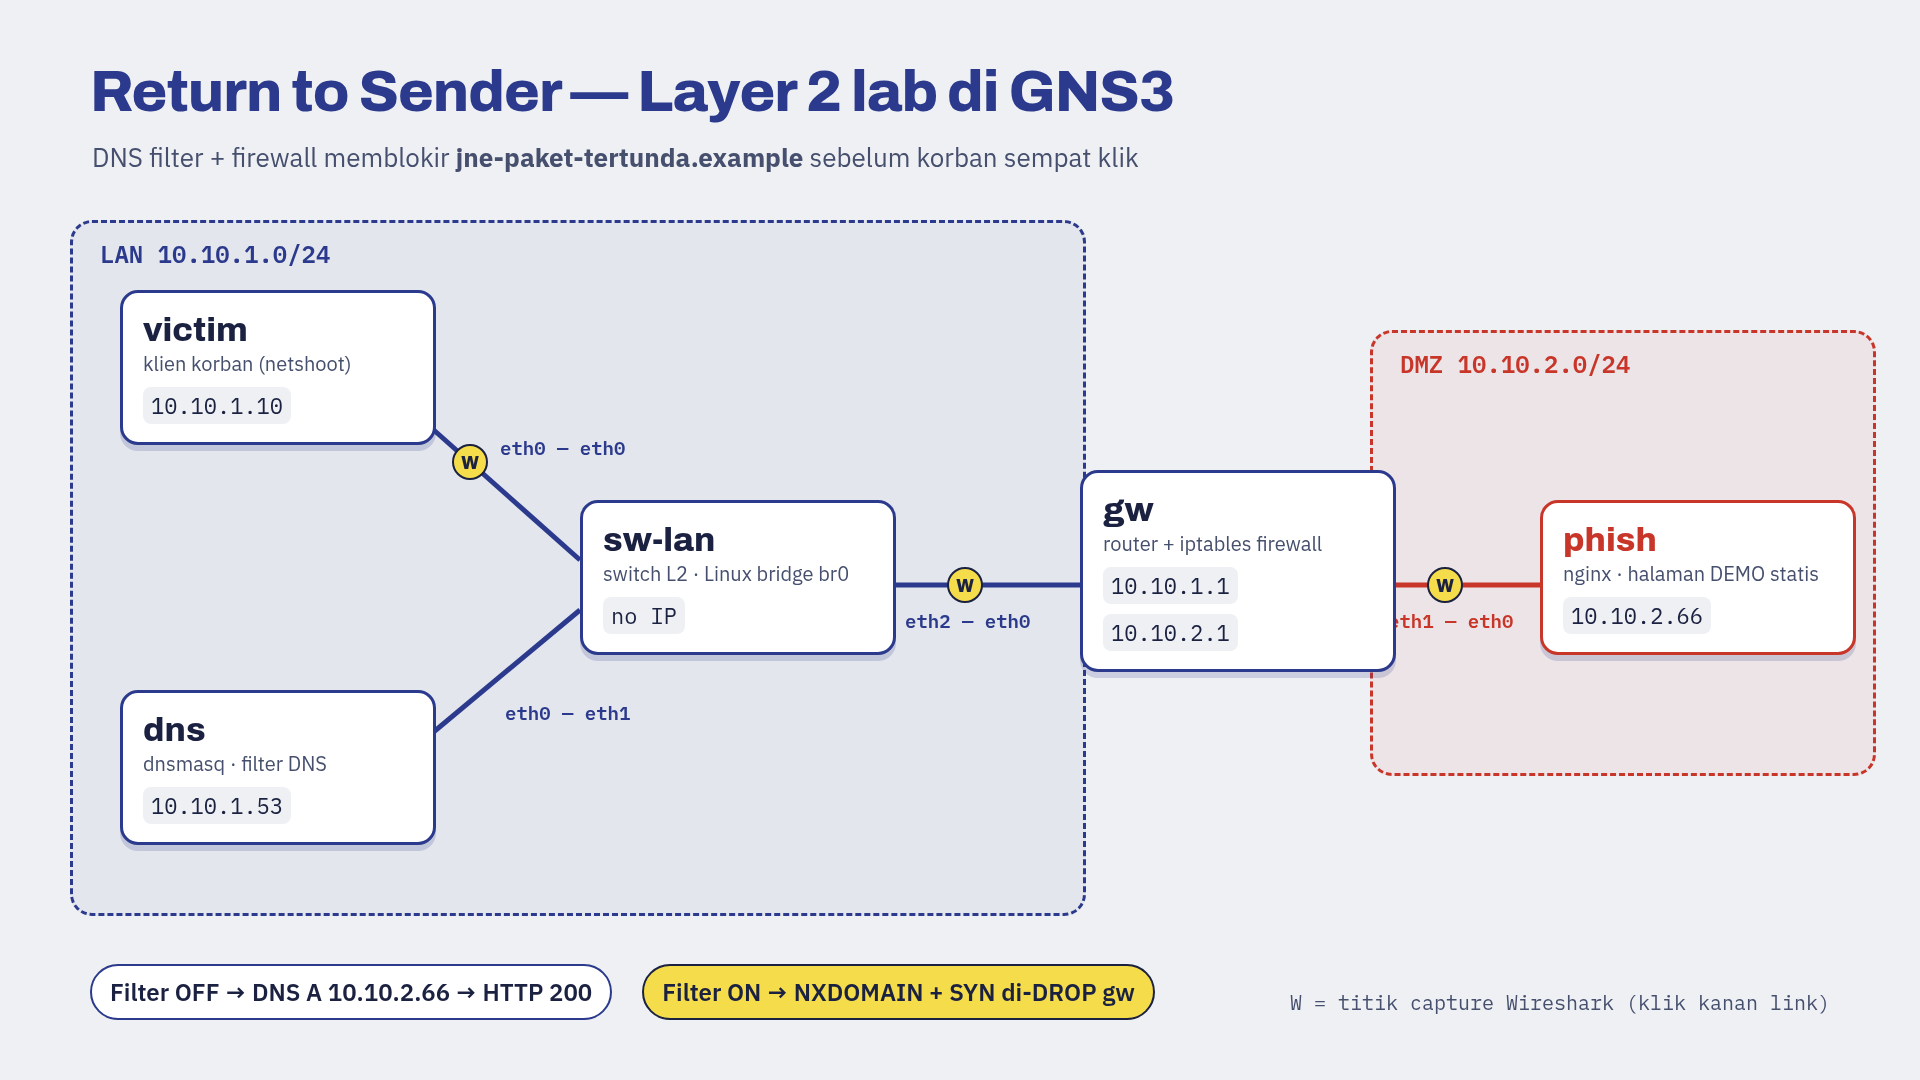 Return to Sender — Layer 2 lab di GNS3
DNS filter + firewall memblokir jne-paket-tertunda.example sebelum korban sempat klik
LAN 10.10.1.0/24
victim
klien korban (netshoot)
10.10.1.10
W
eth0 — eth0
sw-lan
switch L2 · Linux bridge br0
no IP
dns
dnsmasq · filter DNS
10.10.1.53
eth0 — eth1
W
eth2 — eth0
gw
router + iptables firewall
10.10.1.1
10.10.2.1
DMZ 10.10.2.0/24
W
eth1 — eth0
phish
nginx · halaman DEMO statis
10.10.2.66
Filter OFF → DNS A 10.10.2.66 → HTTP 200
Filter ON → NXDOMAIN + SYN di-DROP gw
W = titik capture Wireshark (klik kanan link)